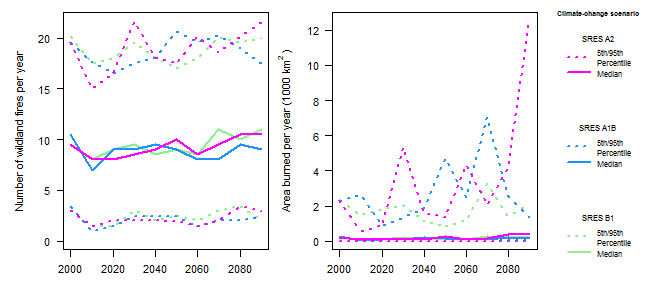 Number of wildland fires per year
20
15
10
5
0
2000 2020 2040 2060 2080
Area burned per year (1000 km²)
12
10
8
6
4
2
0
2000 2020 2040 2060 2080
Climate-change scenario
SRES A2
5th/95th
Percentile
Median
SRES A1B
5th/95th
Percentile
Median
SRES B1
5th/95th
Percentile
Median